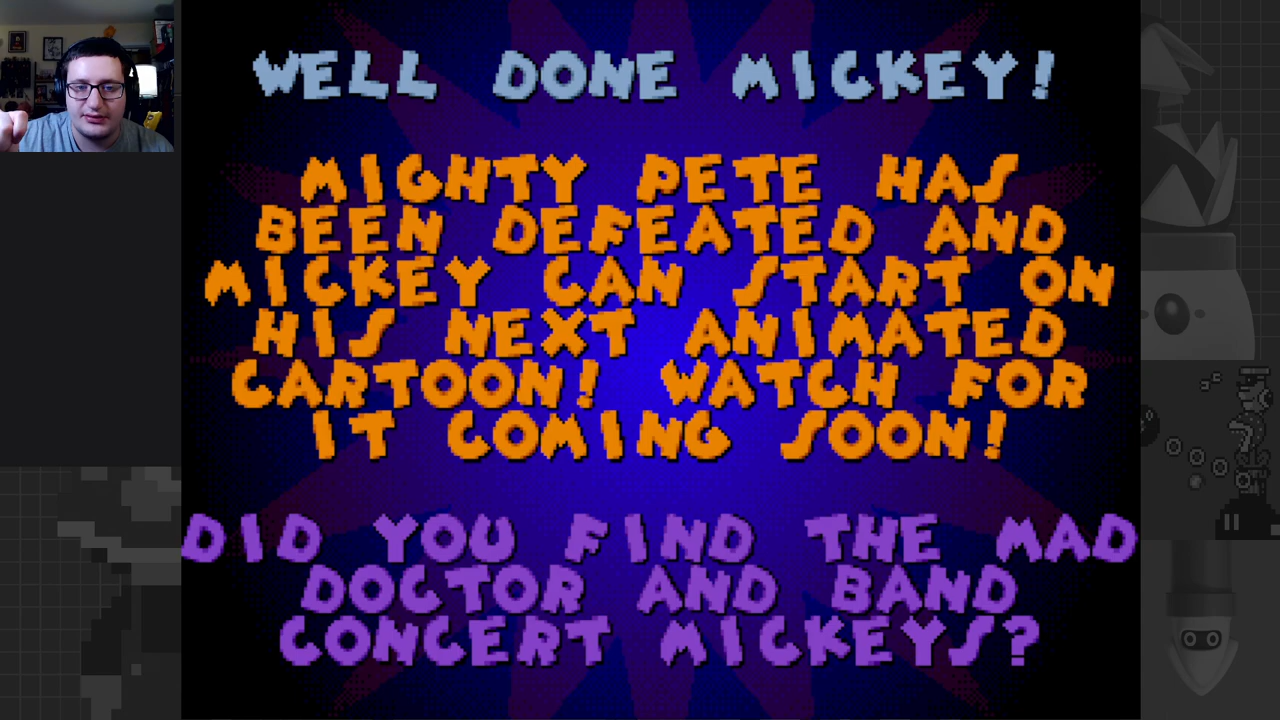 WELL DONE MICKEY!
MIGHTY PETE HAS
BEEN DEFEATED AND
MICKEY CAN START ON
HIS NEXT ANIMATED
CARTOON! WATCH FOR
IT COMING SOON!
DID YOU FIND THE MAD
DOCTOR AND BAND
CONCERT MICKEYS?